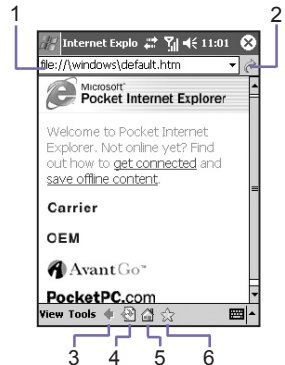 1
2
Internet Explo 11:01
file://\windows\default.htm
Microsoft®
Pocket Internet Explorer
Welcome to Pocket Internet
Explorer. Not online yet? Find
out how to get connected and
save offline content.
Carrier
OEM
AvantGo™
PocketPC.com
View Tools
3
4
5
6